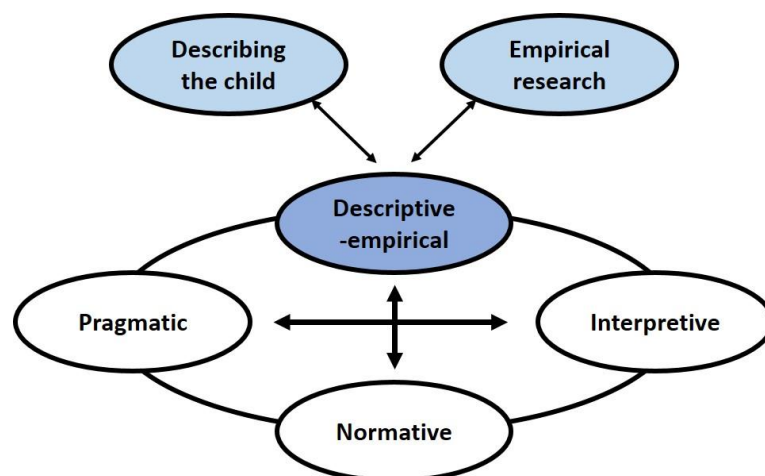 Describing
the child
Empirical
research
Descriptive
-empirical
Pragmatic
Interpretive
Normative